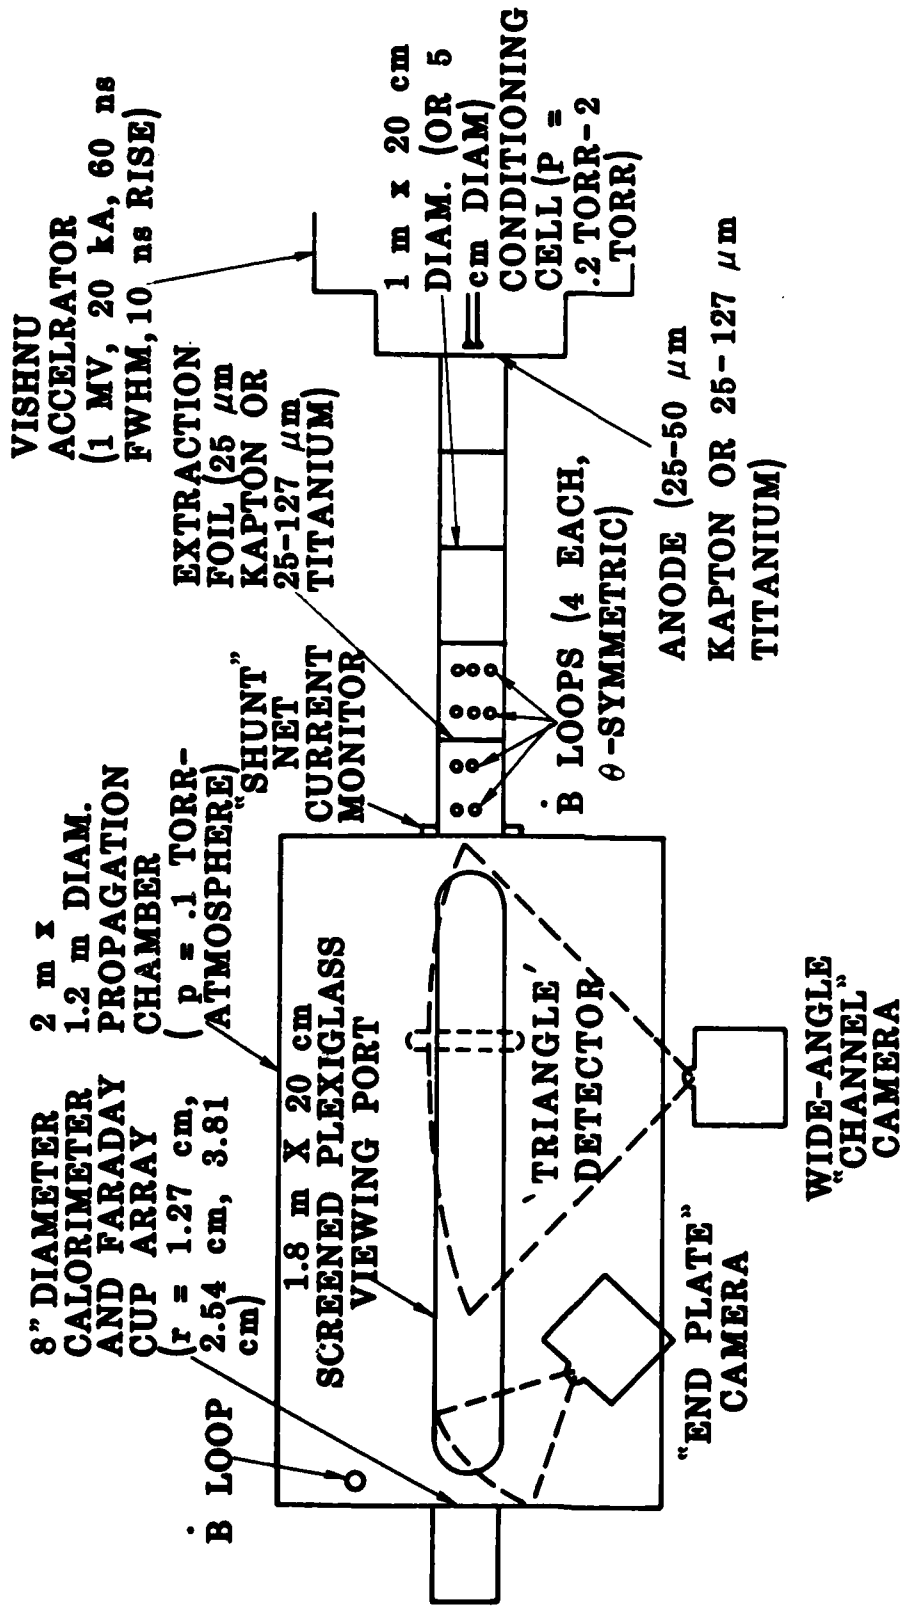 8" DIAMETER
CALORIMETER
AND FARADAY
CUP ARRAY
(r = 1.27 cm,
2.54 cm, 3.81
cm)
2 m x
1.2 m DIAM.
PROPAGATION
CHAMBER
( p = .1 TORR-
ATMOSPHERE)
"SHUNT"
NET
CURRENT
MONITOR
EXTRACTION
FOIL (25 μm
KAPTON OR
25-127 μm
TITANIUM)
VISHNU
ACCELRATOR
(1 MV, 20 kA, 60 ns
FWHM, 10 ns RISE)
1 m x 20 cm
DIAM. (OR 5
cm DIAM)
CONDITIONING
CELL (P =
.2 TORR-2
TORR)
Ḃ LOOP
1.8 m X 20 cm
SCREENED PLEXIGLASS
VIEWING PORT
'TRIANGLE'
DETECTOR
Ḃ LOOPS (4 EACH,
θ-SYMMETRIC)
ANODE (25-50 μm
KAPTON OR 25-127 μm
TITANIUM)
"END PLATE"
CAMERA
WIDE-ANGLE
"CHANNEL"
CAMERA